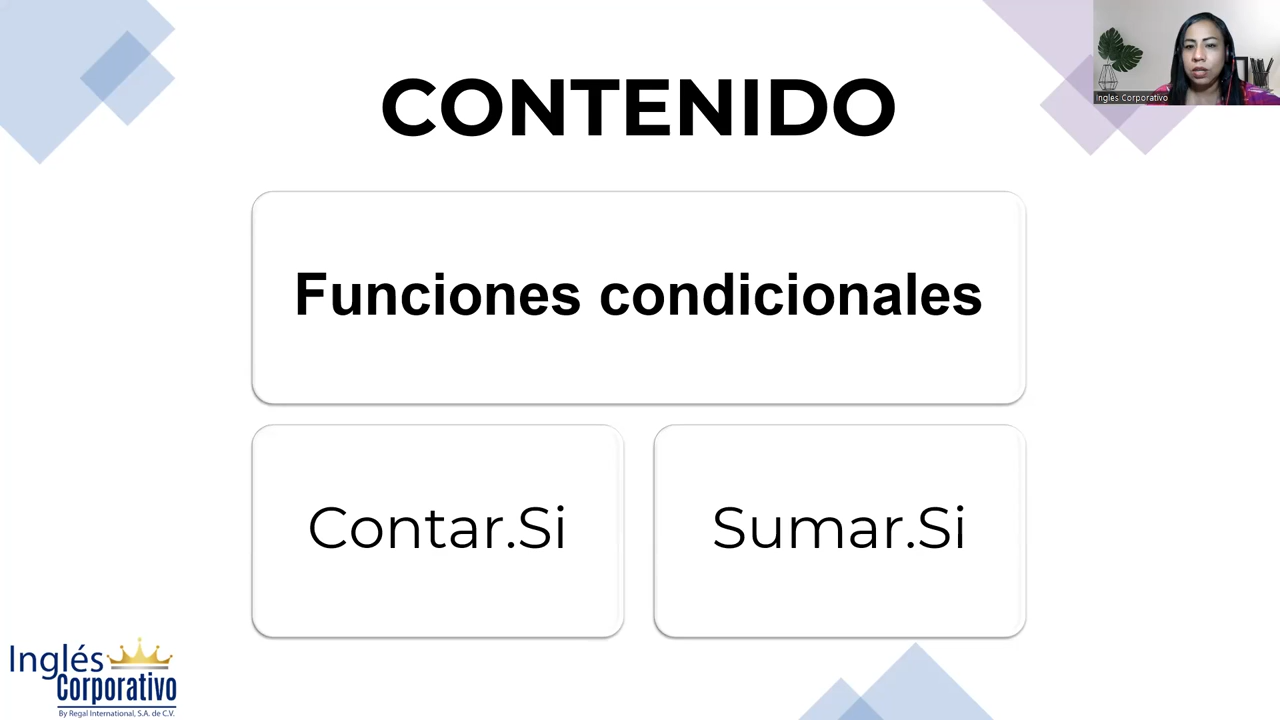 CONTENIDO
Ingles Corporativo
Funciones condicionales
Contar.Si
Sumar.Si
Inglés
Corporativo
By Regal International, S.A. de C.V.